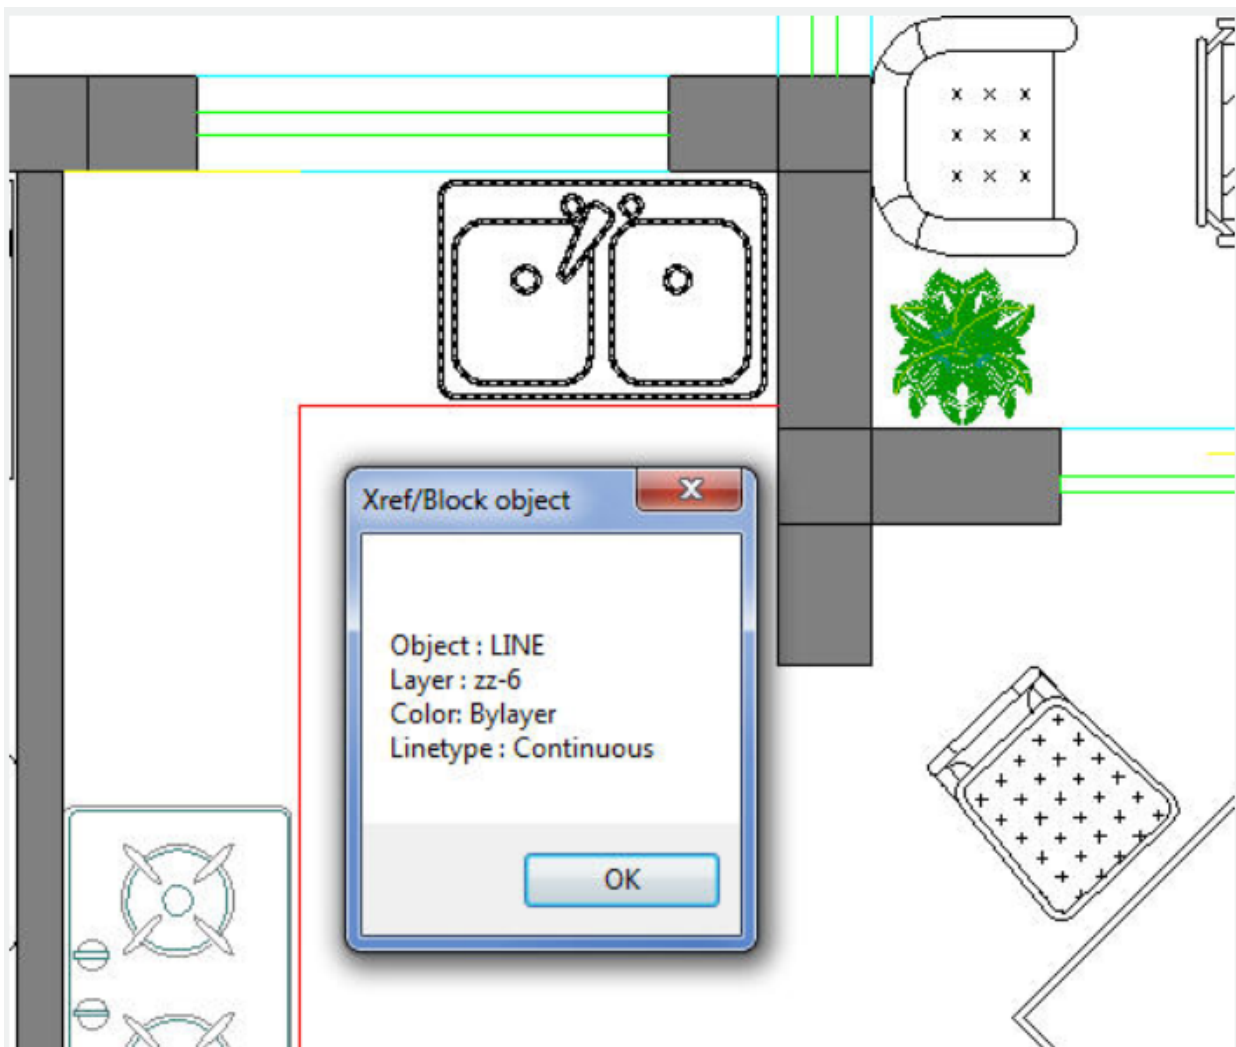 Xref/Block object
Object : LINE
Layer : zz-6
Color: Bylayer
Linetype : Continuous
OK